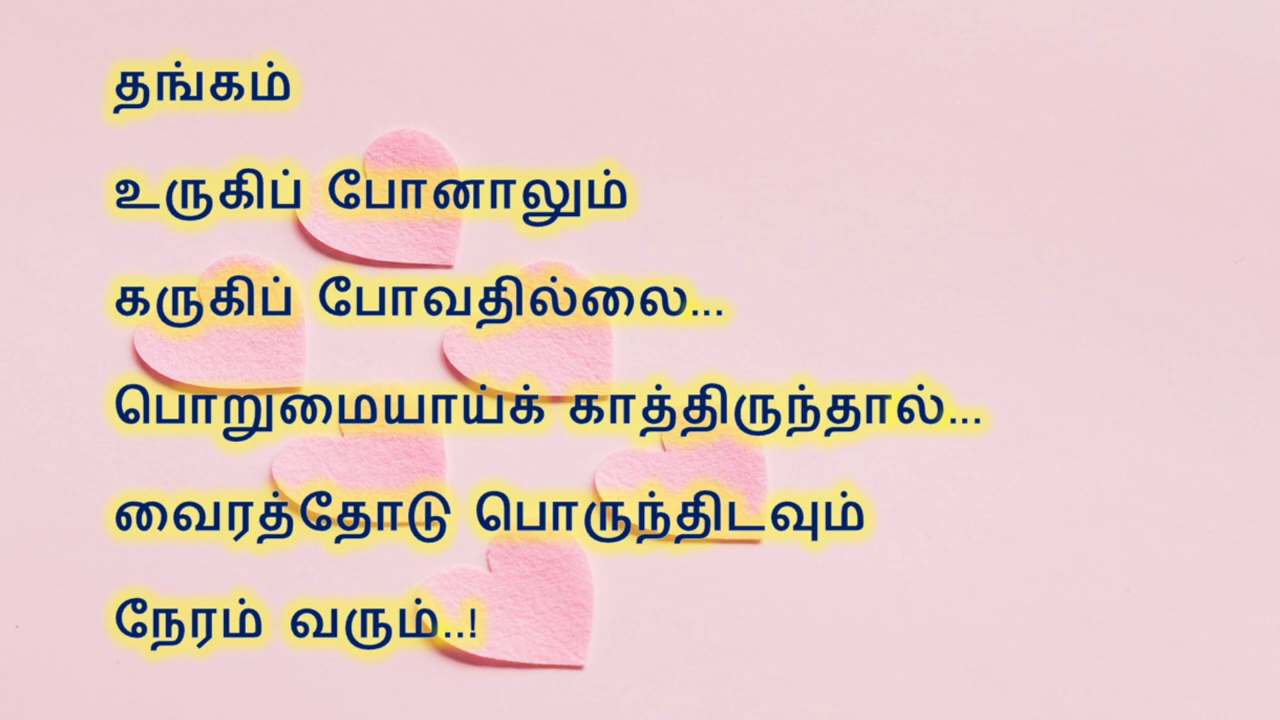 தங்கம்
உருகிப் போனாலும்
கருகிப் போவதில்லை...
பொறுமையாய்க் காத்திருந்தால்...
வைரத்தோடு பொருந்திடவும்
நேரம் வரும்..!